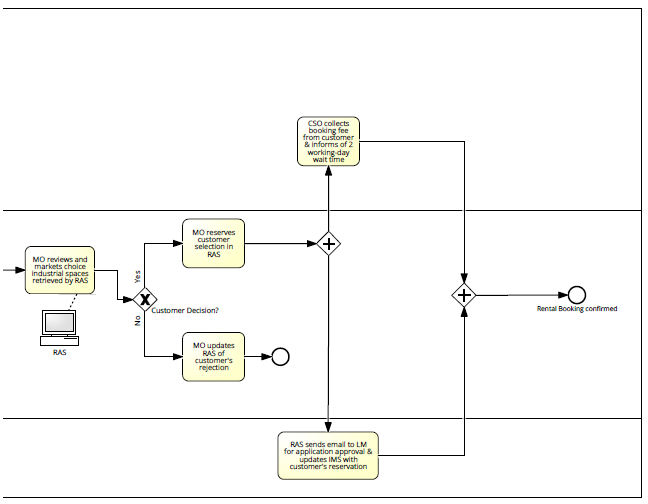 CSO collects
booking fee
from customer
& informs of 2
working-day
wait time
MO reviews and
markets choice
industrial spaces
retrieved by RAS
RAS
Yes
No
Customer Decision?
MO reserves
customer
selection in
RAS
MO updates
RAS of
customer's
rejection
Rental Booking confirmed
RAS sends email to LM
for application approval &
updates IMS with
customer's reservation